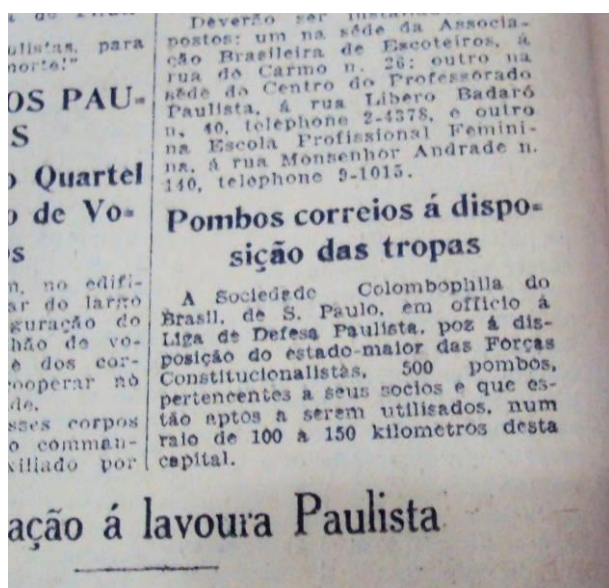 ulistas, para
morte!"
OS PAU-
S
Quartel
o de Vo-
os
n, no edifi-
ar do largo
guração do
hão de vo-
e dos cor-
ooperar no
de.
sses corpos
o comman-
xiliado por
Deverão ser
postos: um na séde da Associa-
ção Brasileira de Escoteiros, á
rua do Carmo n. 26; outro na
séde do Centro do Professorado
Paulista, á rua Libero Badaró
n. 40, telephone 2-4378, e outro
na Escola Profissional Femini-
na, á rua Monsenhor Andrade n.
140, telephone 9-1015.
Pombos correios á dispo-
sição das tropas
A Sociedade Colombophila do
Brasil, de S. Paulo, em officio á
Liga de Defesa Paulista, poz á dis-
posição do estado-maior das Forças
Constitucionalistas, 500 pombos,
pertencentes a seus socios e que es-
tão aptos a serem utilisados, num
raio de 100 a 150 kilometros desta
capital.
ação á lavoura Paulista